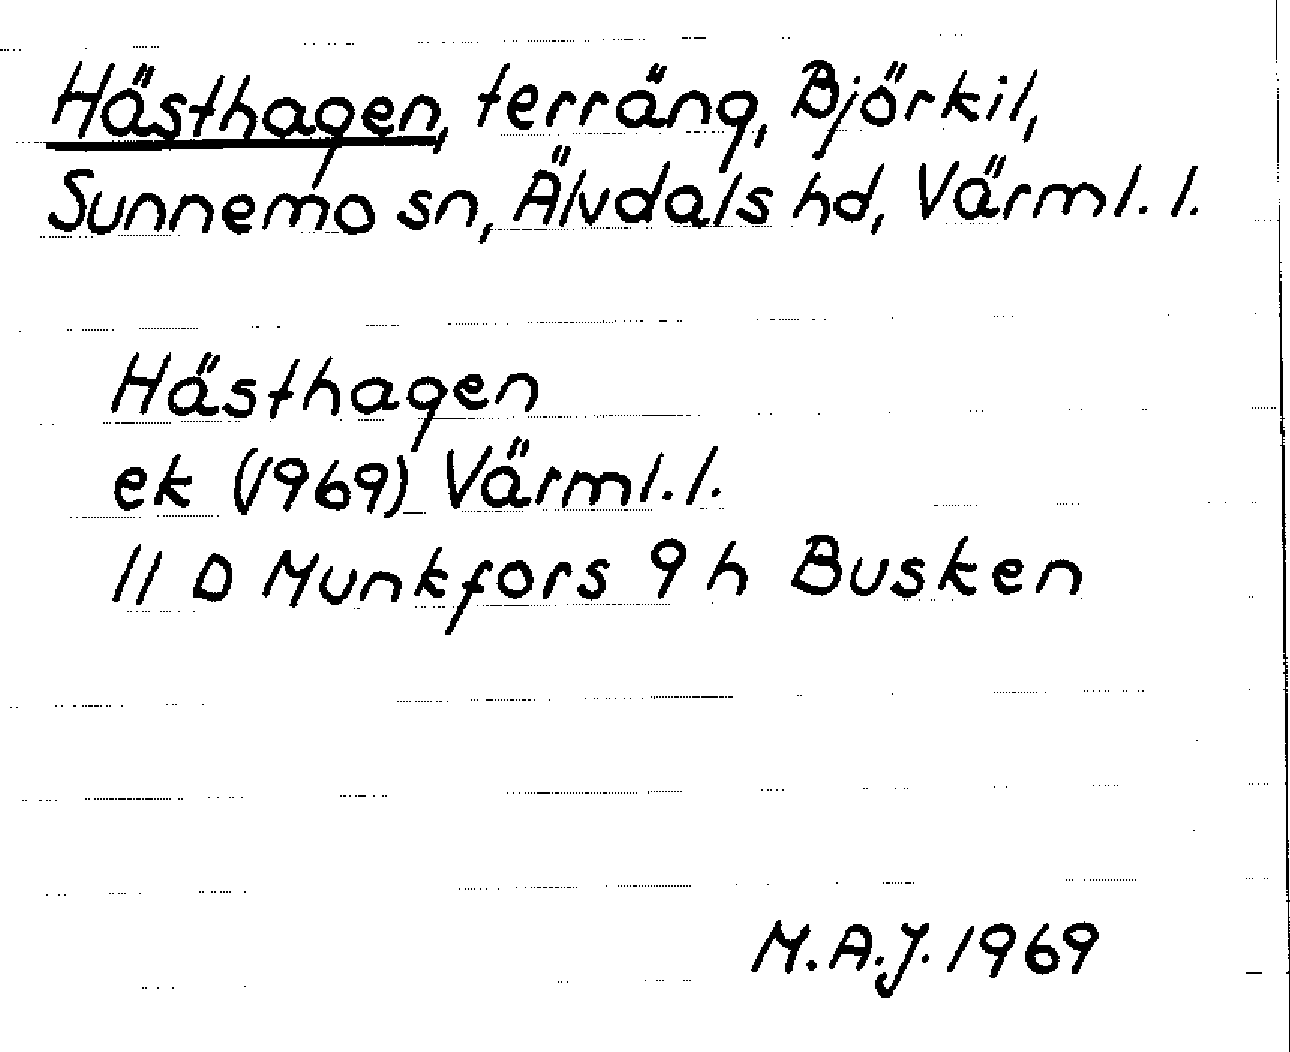 Hästhagen, terräng, Björkil,
Sunnemo sn, Älvdals hd, Värml. l.
Hästhagen
ek (1969) Värml. l.
11 D Munkfors 9 h Busken
M.A.J. 1969